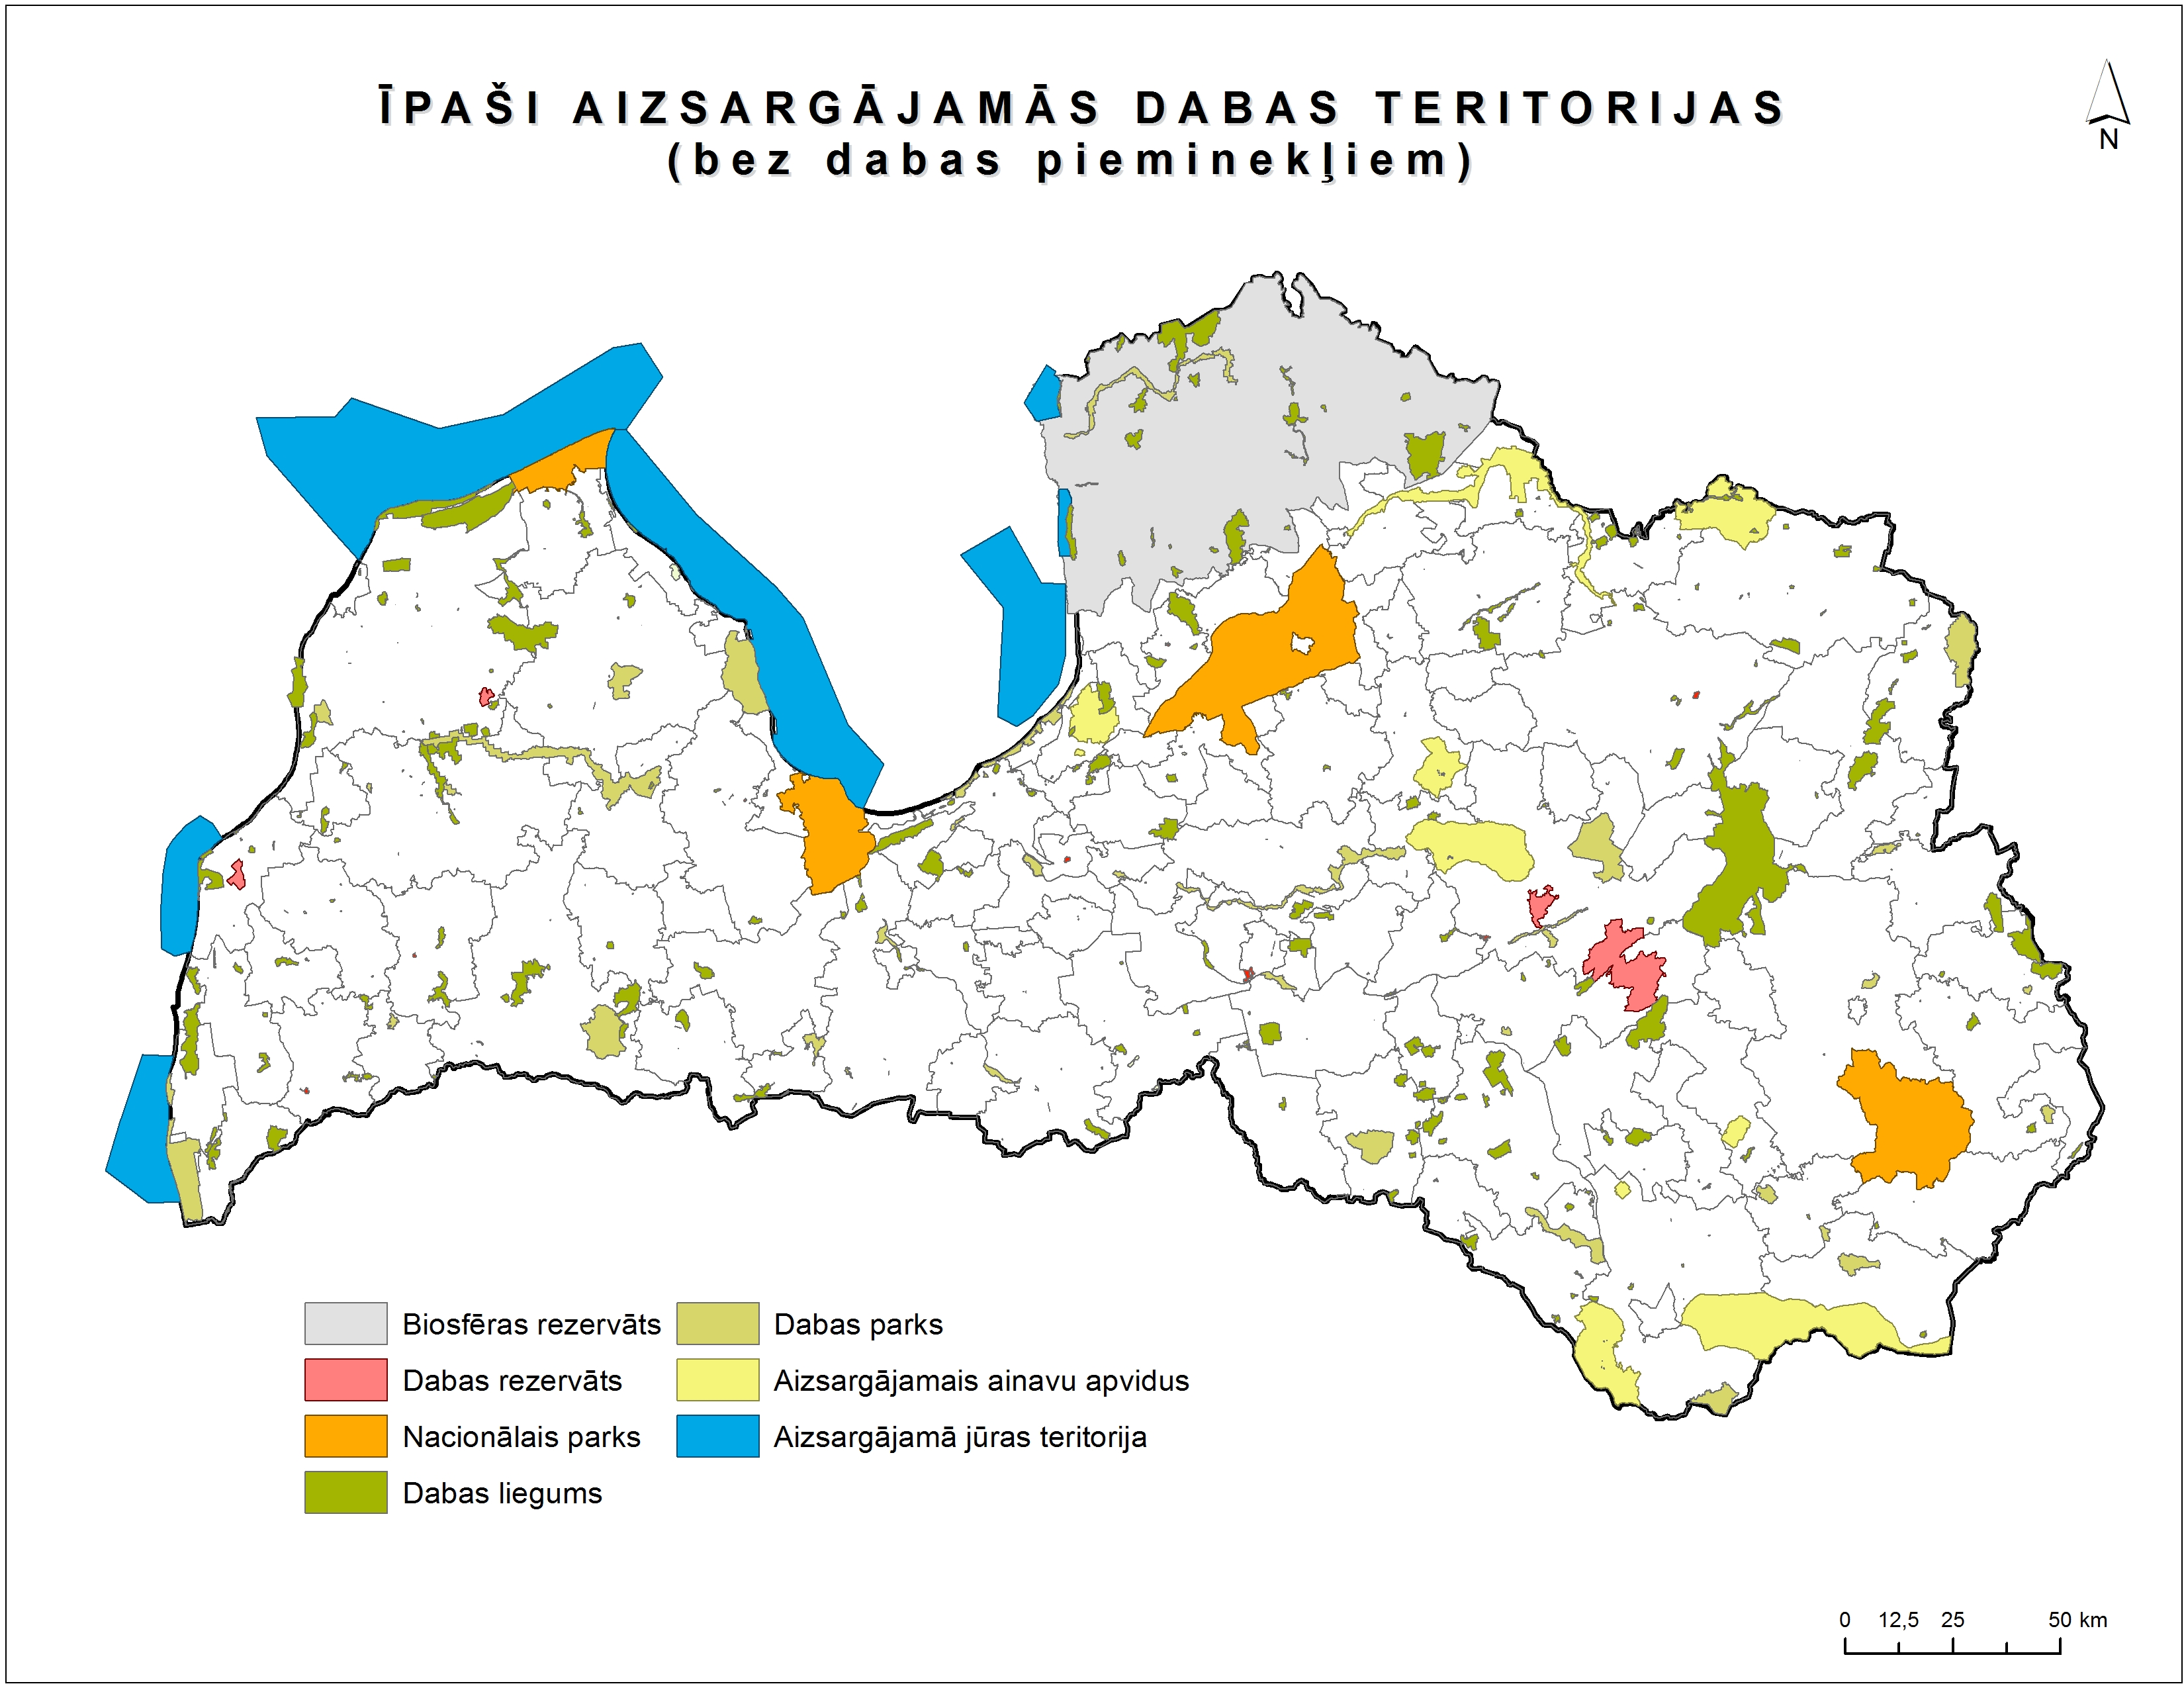 ĪPAŠI AIZSARGĀJAMĀS DABAS TERITORIJAS
(bez dabas pieminekļiem)
N
Biosfēras rezervāts
Dabas rezervāts
Nacionālais parks
Dabas liegums
Dabas parks
Aizsargājamais ainavu apvidus
Aizsargājamā jūras teritorija
0 12,5 25 50 km